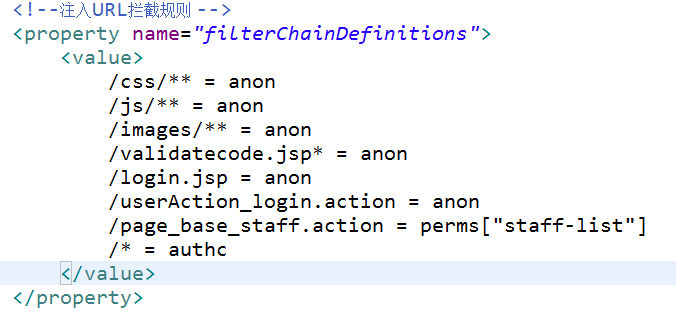 <!--注入URL拦截规则 -->
<property name="filterChainDefinitions">
<value>
/css/** = anon
/js/** = anon
/images/** = anon
/validatecode.jsp* = anon
/login.jsp = anon
/userAction_login.action = anon
/page_base_staff.action = perms["staff-list"]
/* = authc
</value>
</property>